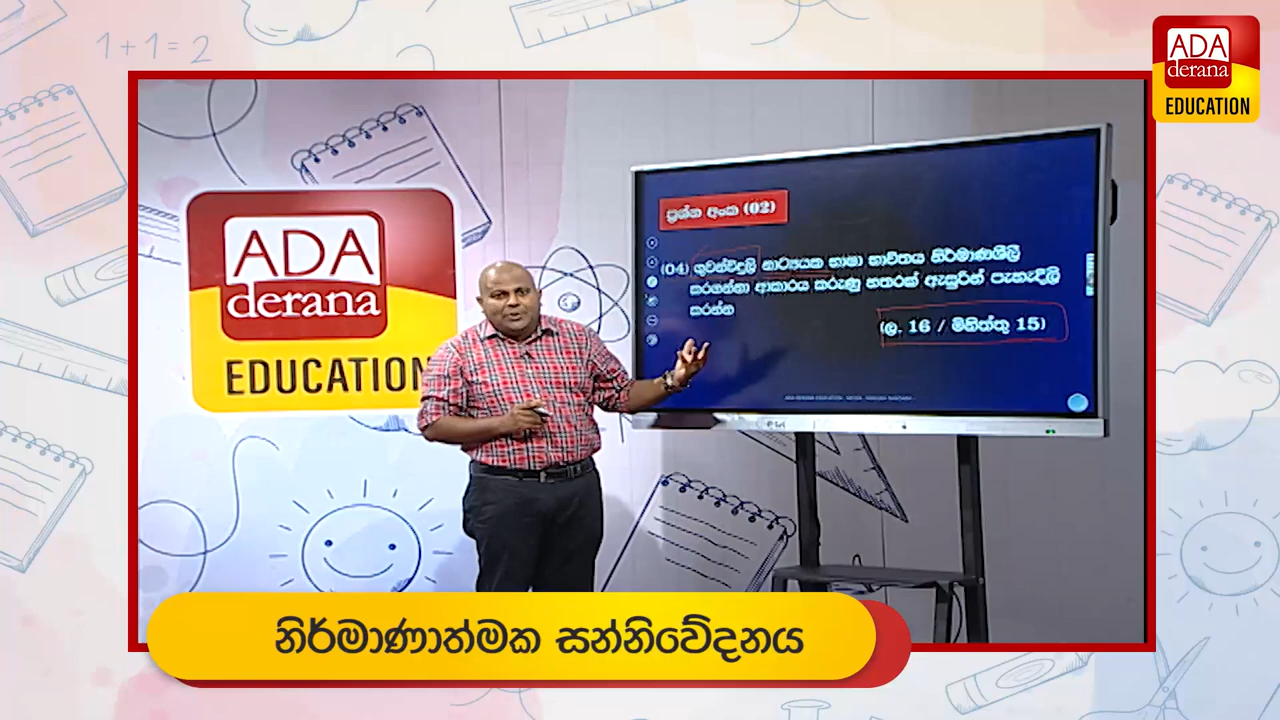 1 + 1 = 2
ADA
derana
EDUCATION
ADA
derana
EDUCATION
ප්‍රශ්න අංක (02)
(04) ගුවන්විදුලි නාට්‍යයක භාෂා භාවිතය නිර්මාණශීලී
කරගන්නා ආකාරය කරුණු හතරක් ඇසුරින් පැහැදිලි
කරන්න
(ල. 16 / මිනිත්තු 15)
නිර්මාණාත්මක සන්නිවේදනය